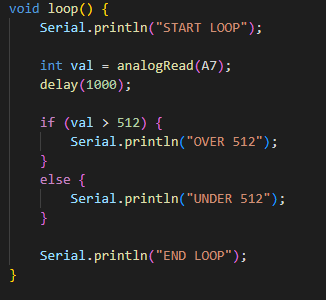 void loop() {
    Serial.println("START LOOP");

    int val = analogRead(A7);
    delay(1000);

    if (val > 512) {
        Serial.println("OVER 512");
    }
    else {
        Serial.println("UNDER 512");
    }

    Serial.println("END LOOP");
}